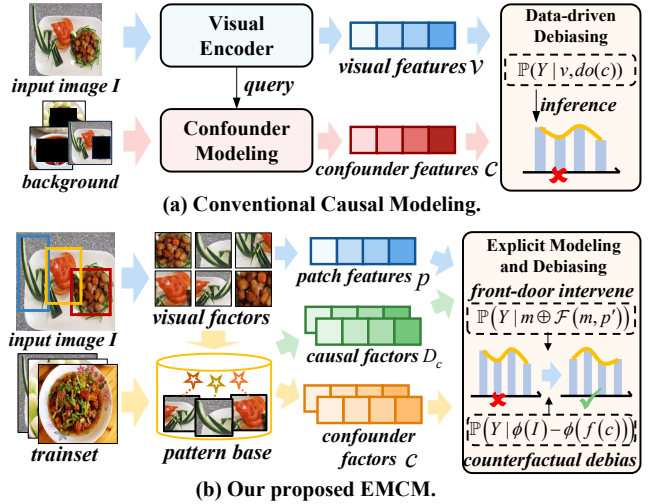 input image I
Visual
Encoder
visual features V
Data-driven
Debiasing
ℙ(Y | v, do(c))
inference
query
background
Confounder
Modeling
confounder features C
(a) Conventional Causal Modeling.
input image I
visual factors
patch features p
Explicit Modeling
and Debiasing
front-door intervene
ℙ(Y | m ⊕ F(m, p′))
causal factors D_c
trainset
pattern base
confounder
factors C
ℙ(Y | ϕ(I) − ϕ(f(c)))
counterfactual debias
(b) Our proposed EMCM.